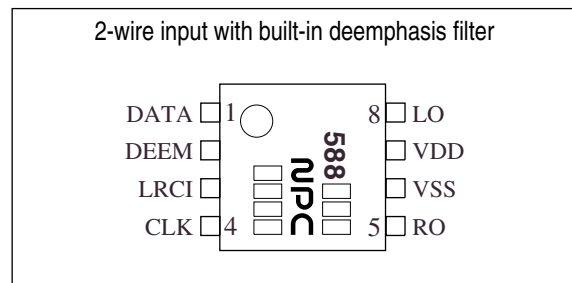 2-wire input with built-in deemphasis filter
DATA 1 8 LO
DEEM VDD
LRCI VSS
CLK 4 5 RO
NPC
588